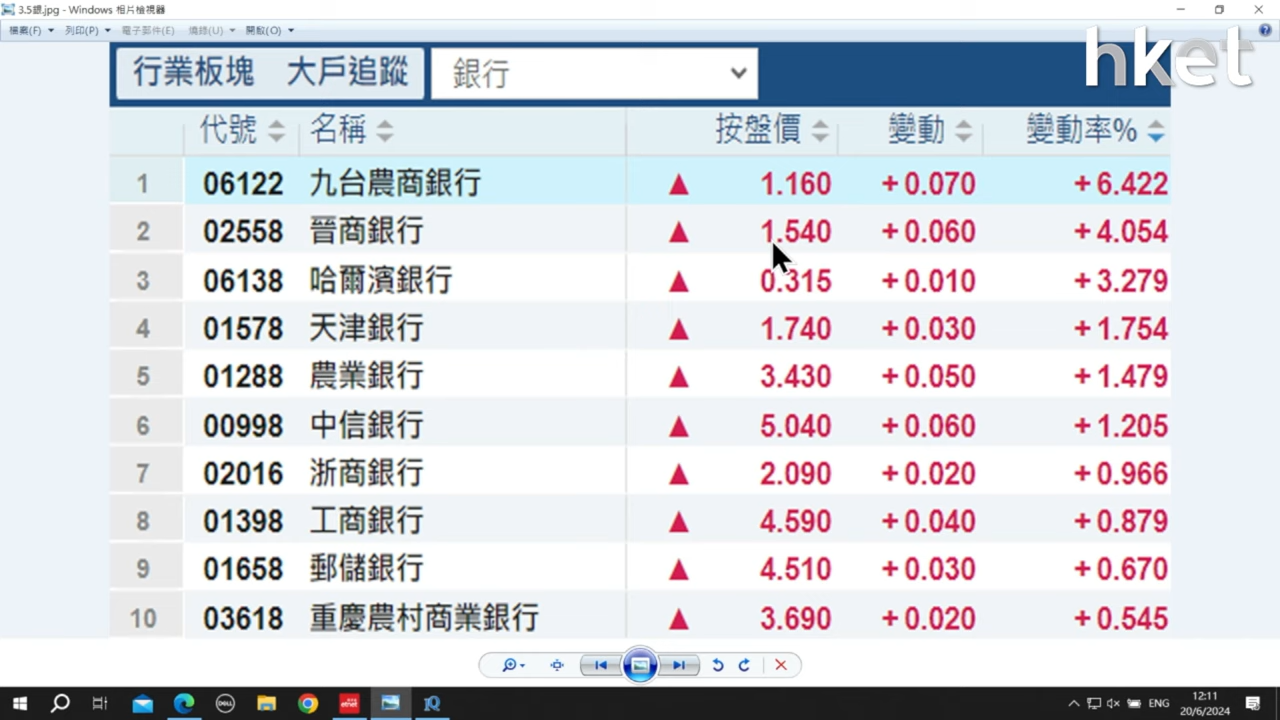 3.5銀.jpg - Windows 相片檢視器
檔案(F) 列印(P) 電子郵件(E) 燒錄(U) 開啟(O)
hket
行業板塊 大戶追蹤 銀行
代號 名稱 按盤價 變動 變動率%
1 06122 九台農商銀行 ▲ 1.160 +0.070 +6.422
2 02558 晉商銀行 ▲ 1.540 +0.060 +4.054
3 06138 哈爾濱銀行 ▲ 0.315 +0.010 +3.279
4 01578 天津銀行 ▲ 1.740 +0.030 +1.754
5 01288 農業銀行 ▲ 3.430 +0.050 +1.479
6 00998 中信銀行 ▲ 5.040 +0.060 +1.205
7 02016 浙商銀行 ▲ 2.090 +0.020 +0.966
8 01398 工商銀行 ▲ 4.590 +0.040 +0.879
9 01658 郵儲銀行 ▲ 4.510 +0.030 +0.670
10 03618 重慶農村商業銀行 ▲ 3.690 +0.020 +0.545
DELL etnet IQ ENG 12:11
20/6/2024